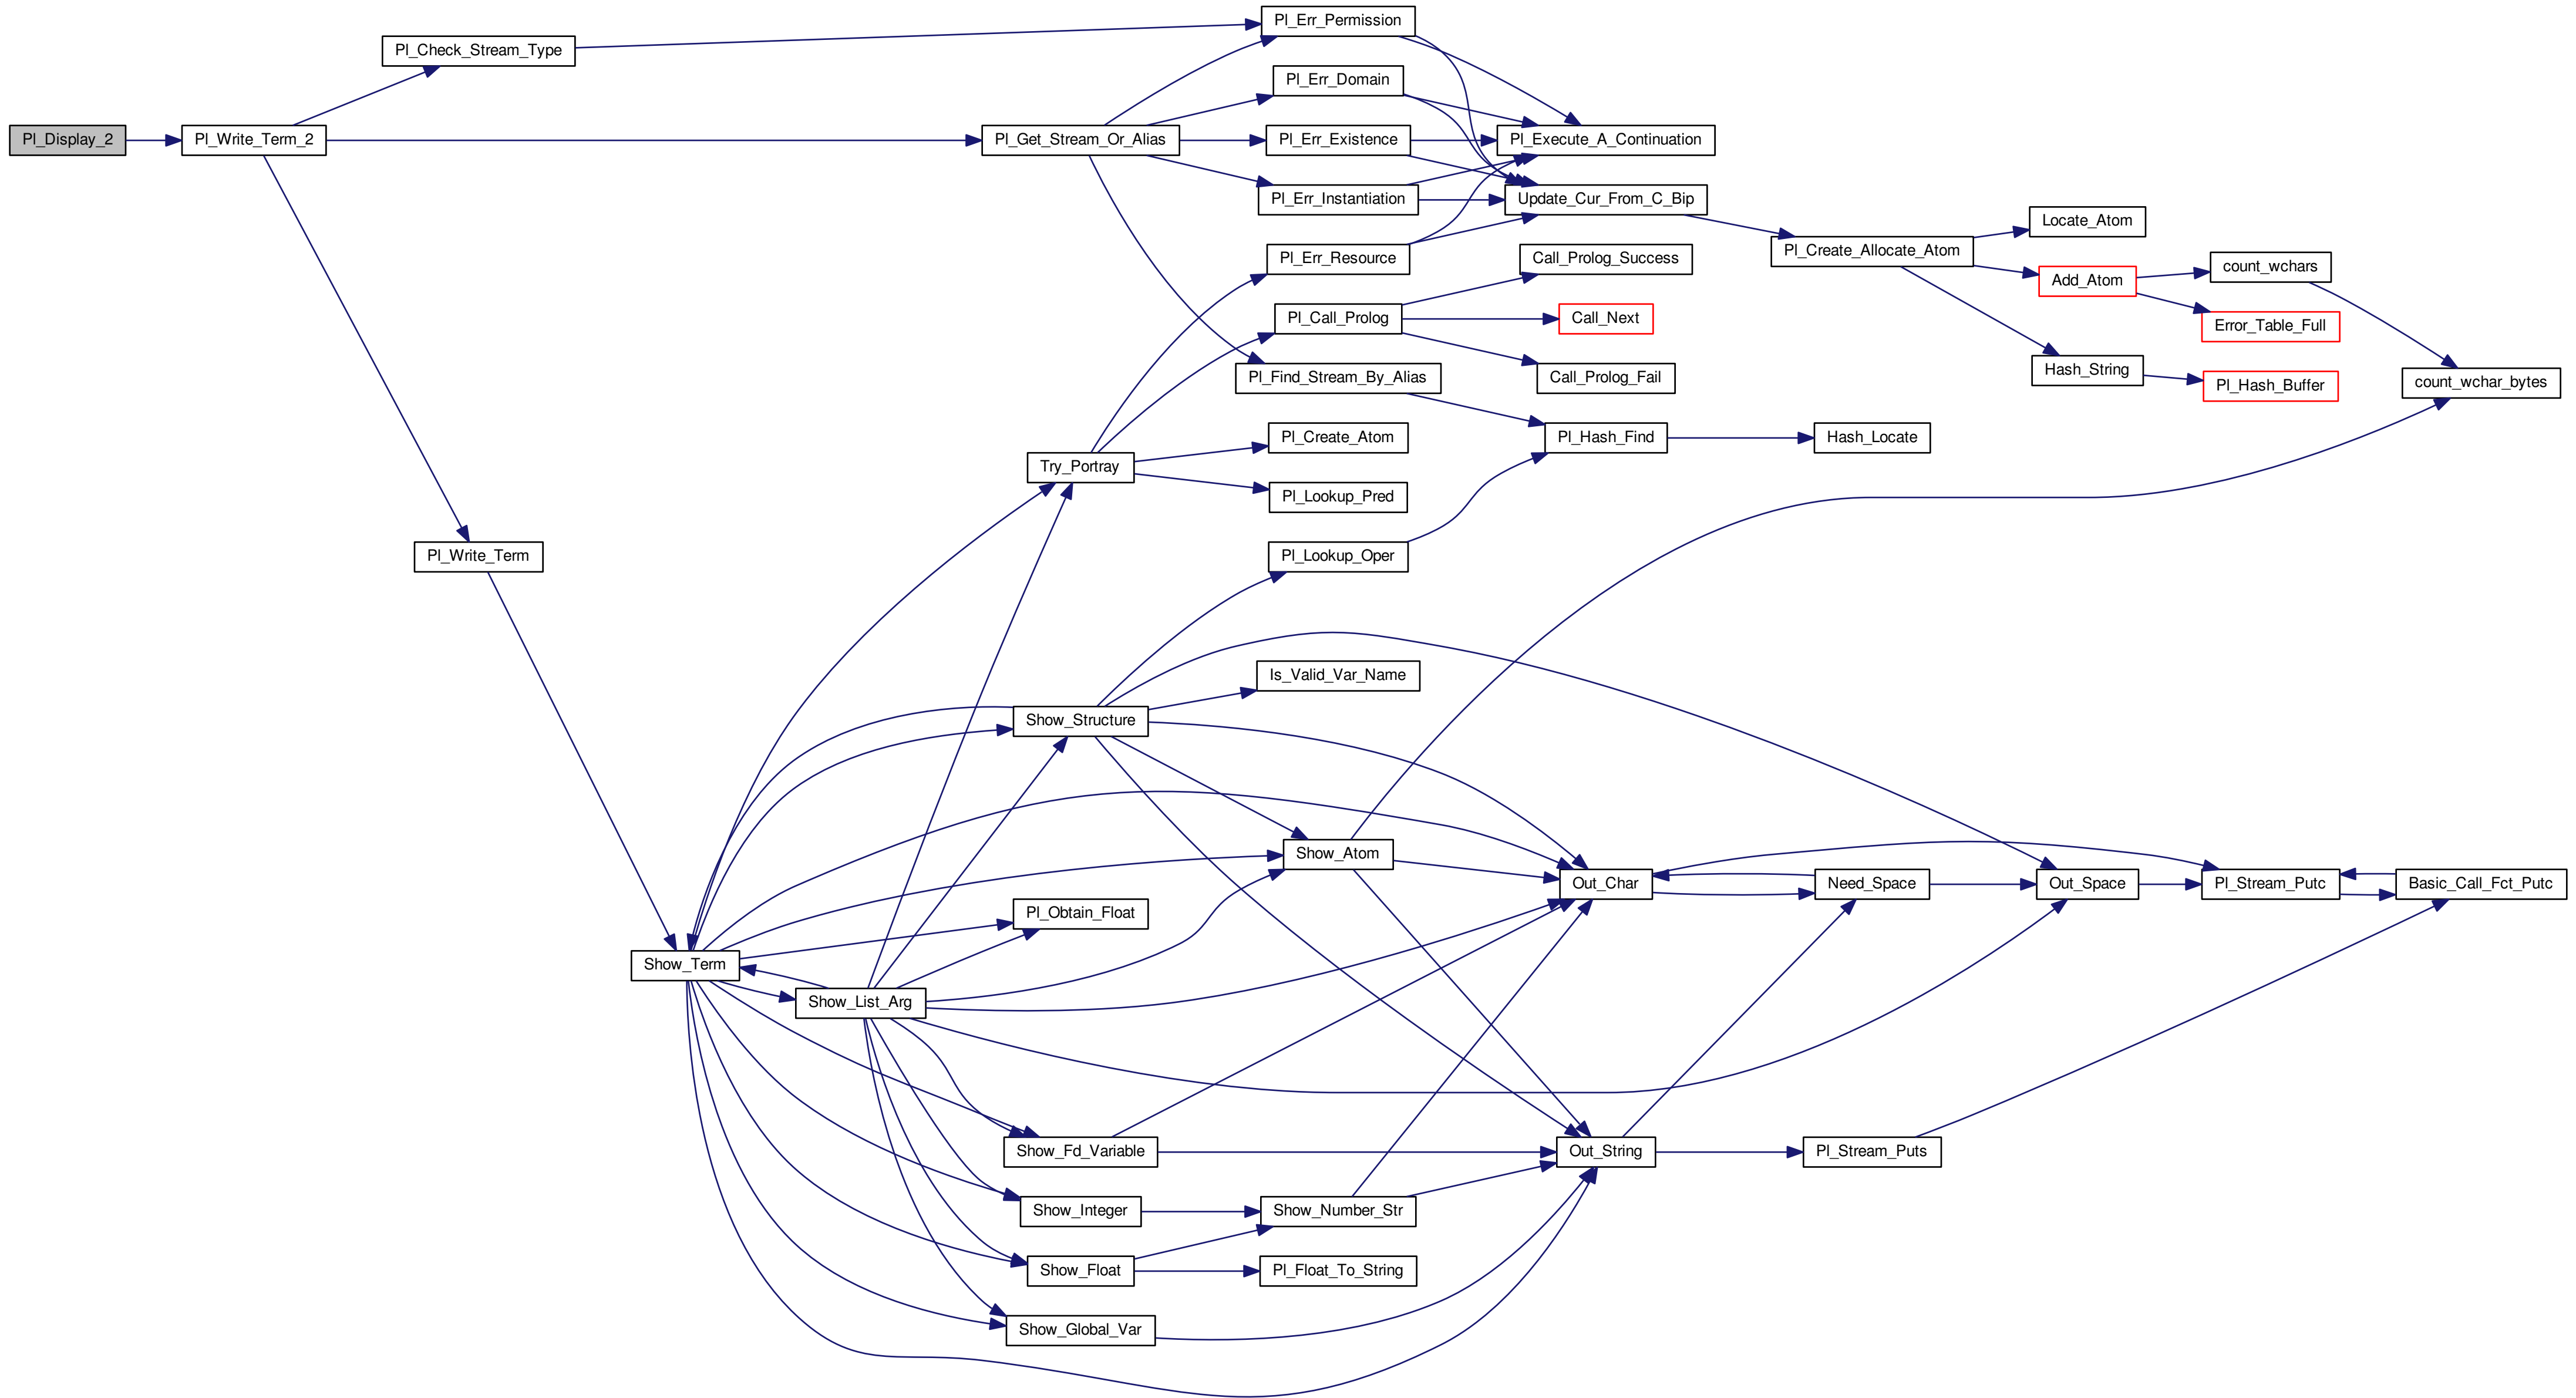 Pl_Display_2
Pl_Write_Term_2
Pl_Check_Stream_Type
Pl_Write_Term
Show_Term
Show_List_Arg
Pl_Get_Stream_Or_Alias
Try_Portray
Show_Structure
Pl_Obtain_Float
Show_Fd_Variable
Show_Integer
Show_Float
Show_Global_Var
Pl_Err_Permission
Pl_Err_Domain
Pl_Err_Existence
Pl_Err_Instantiation
Pl_Err_Resource
Pl_Call_Prolog
Pl_Find_Stream_By_Alias
Pl_Create_Atom
Pl_Lookup_Pred
Pl_Lookup_Oper
Is_Valid_Var_Name
Show_Atom
Show_Number_Str
Pl_Float_To_String
Pl_Execute_A_Continuation
Update_Cur_From_C_Bip
Call_Prolog_Success
Call_Next
Call_Prolog_Fail
Pl_Hash_Find
Out_Char
Out_String
Pl_Create_Allocate_Atom
Hash_Locate
Need_Space
Pl_Stream_Puts
Locate_Atom
Add_Atom
Hash_String
Out_Space
count_wchars
Error_Table_Full
Pl_Hash_Buffer
Pl_Stream_Putc
count_wchar_bytes
Basic_Call_Fct_Putc